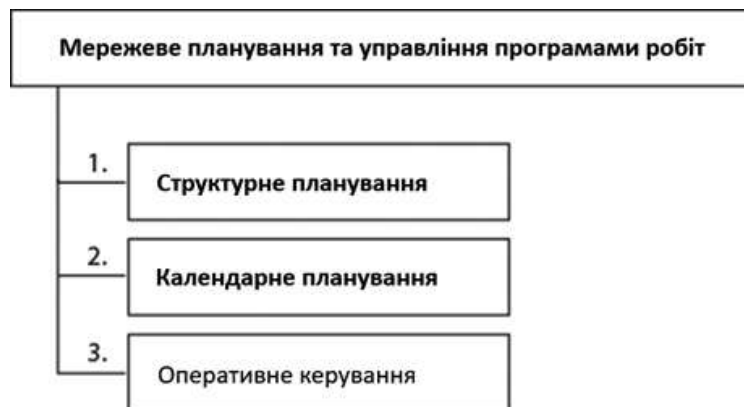 Мережеве планування та управління програмами робіт
1.
Структурне планування
2.
Календарне планування
3.
Оперативне керування